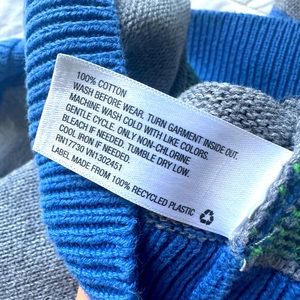 100% COTTON
WASH BEFORE WEAR. TURN GARMENT INSIDE OUT.
MACHINE WASH COLD WITH LIKE COLORS.
GENTLE CYCLE. ONLY NON-CHLORINE
BLEACH IF NEEDED. TUMBLE DRY LOW.
COOL IRON IF NEEDED.
RN17730 VN1302451
LABEL MADE FROM 100% RECYCLED PLASTIC